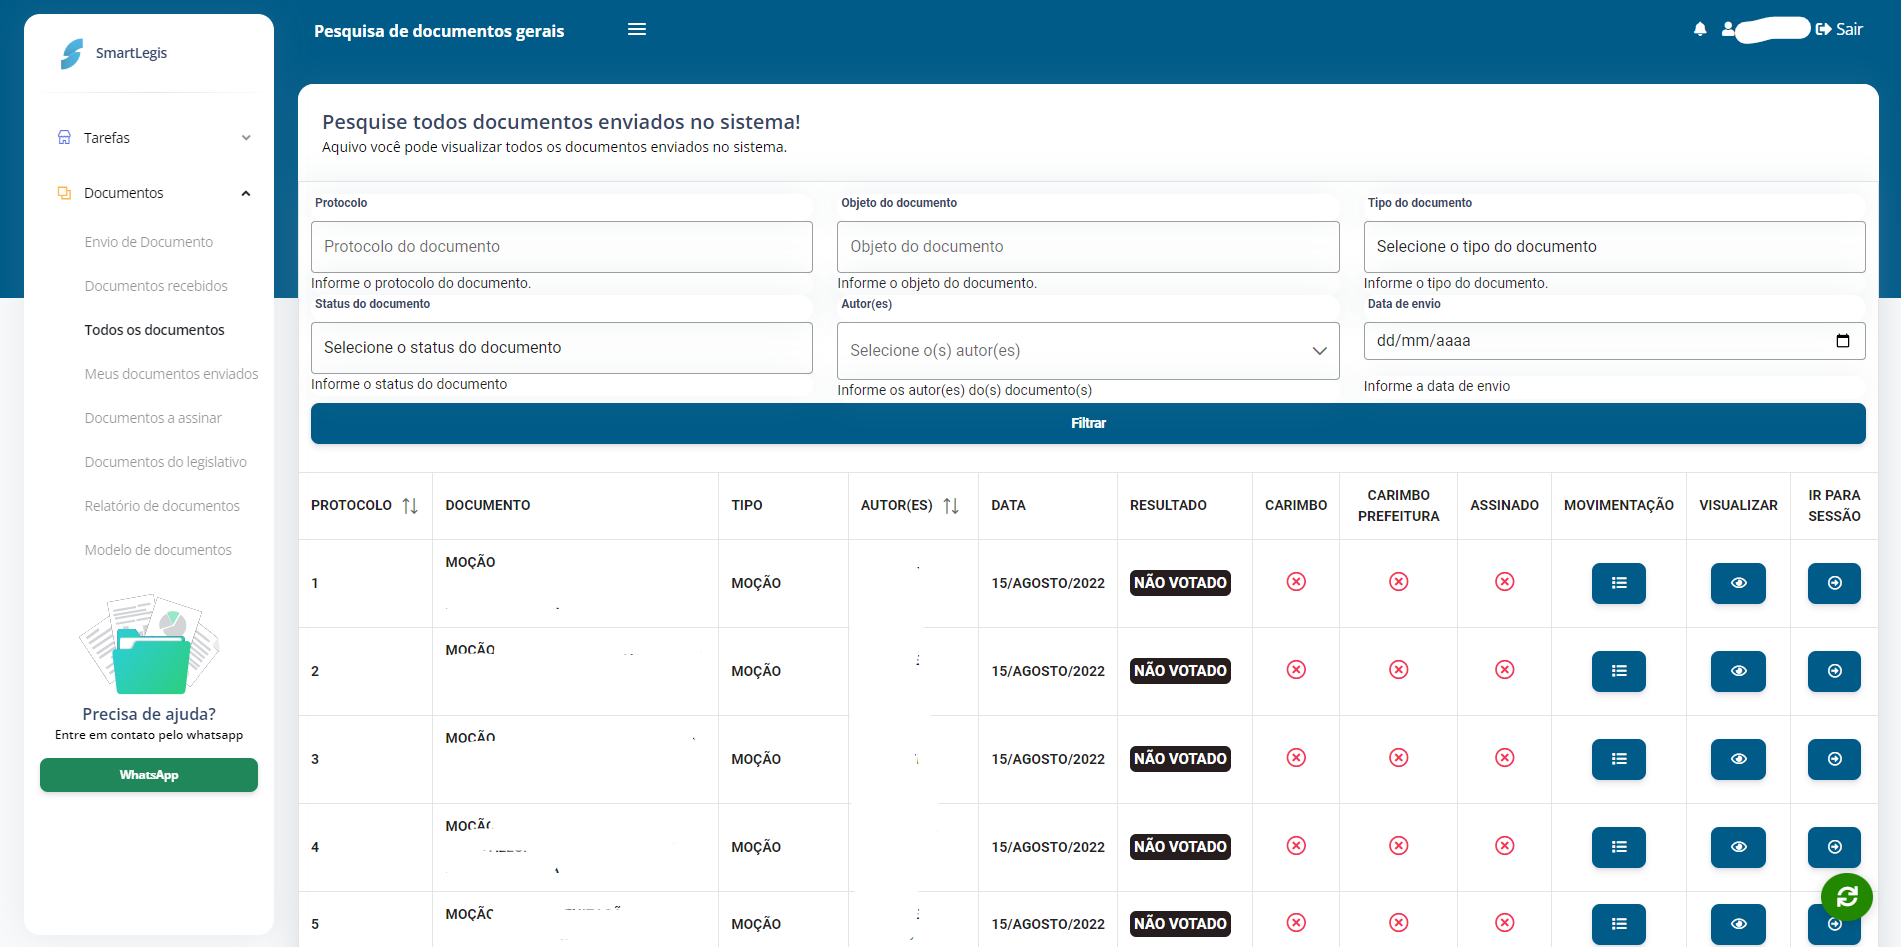 SmartLegis
Tarefas
Documentos
Envio de Documento
Documentos recebidos
Todos os documentos
Meus documentos enviados
Documentos a assinar
Documentos do legislativo
Relatório de documentos
Modelo de documentos
Precisa de ajuda?
Entre em contato pelo whatsapp
WhatsApp
Pesquisa de documentos gerais
Sair
Pesquise todos documentos enviados no sistema!
Aquivo você pode visualizar todos os documentos enviados no sistema.
Protocolo Objeto do documento Tipo do documento
Protocolo do documento Objeto do documento Selecione o tipo do documento
Informe o protocolo do documento. Informe o objeto do documento. Informe o tipo do documento.
Status do documento Autor(es) Data de envio
Selecione o status do documento Selecione o(s) autor(es) dd/mm/aaaa
Informe o status do documento Informe os autor(es) do(s) documento(s) Informe a data de envio
Filtrar
PROTOCOLO DOCUMENTO TIPO AUTOR(ES) DATA RESULTADO CARIMBO CARIMBO PREFEITURA ASSINADO MOVIMENTAÇÃO VISUALIZAR IR PARA SESSÃO
1 MOÇÃO MOÇÃO 15/AGOSTO/2022 NÃO VOTADO
2 MOÇÃO MOÇÃO 15/AGOSTO/2022 NÃO VOTADO
3 MOÇÃO MOÇÃO 15/AGOSTO/2022 NÃO VOTADO
4 MOÇÃO MOÇÃO 15/AGOSTO/2022 NÃO VOTADO
5 MOÇÃO MOÇÃO 15/AGOSTO/2022 NÃO VOTADO